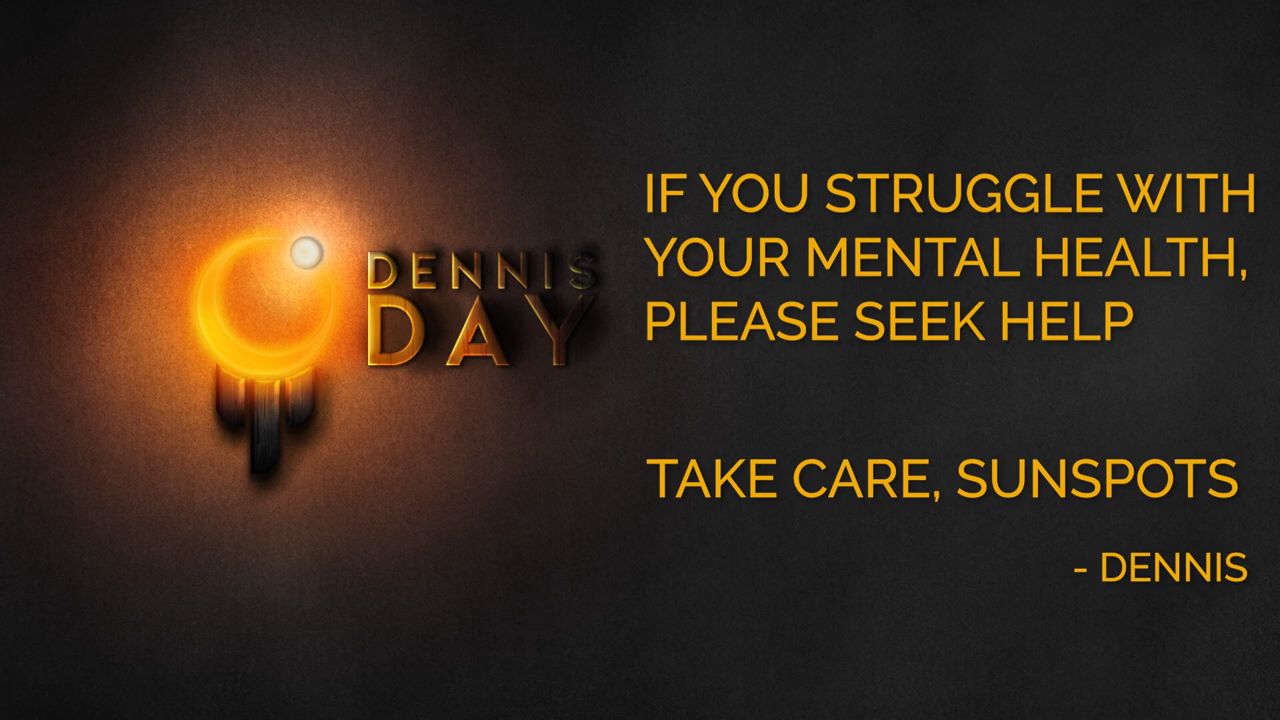 DENNIS
DAY
IF YOU STRUGGLE WITH
YOUR MENTAL HEALTH,
PLEASE SEEK HELP
TAKE CARE, SUNSPOTS
- DENNIS